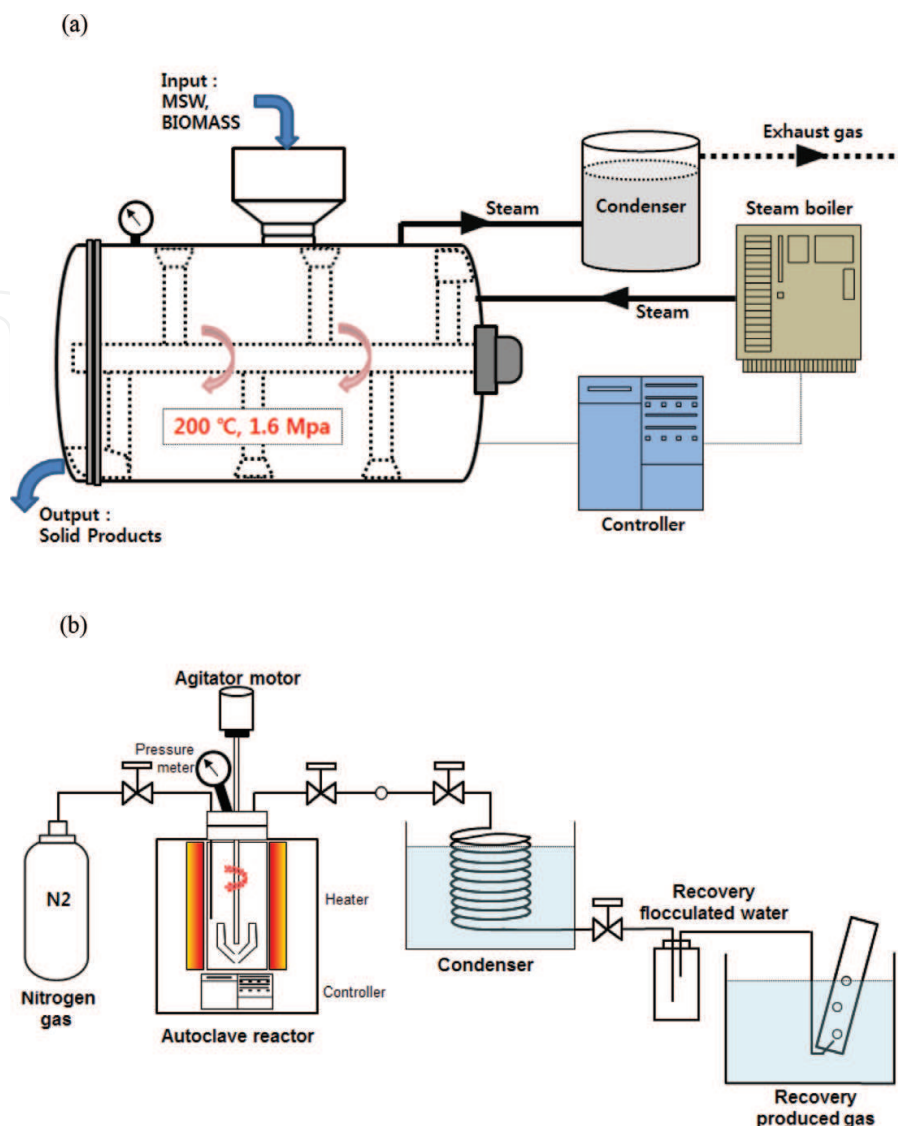 (a)
Input :
MSW,
BIOMASS
Exhaust gas
Steam
Condenser
Steam boiler
Steam
200 ℃, 1.6 Mpa
Output :
Solid Products
Controller
(b)
Agitator motor
Pressure
meter
N2
Heater
Recovery
flocculated water
Condenser
Nitrogen
gas
Controller
Autoclave reactor
Recovery
produced gas